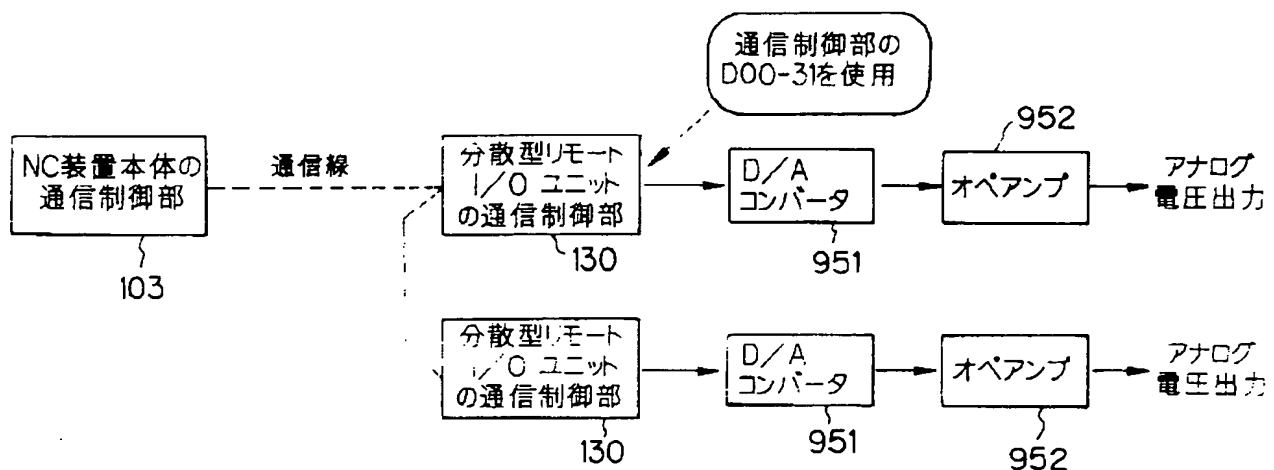 通信制御部の
DO0-31を使用
952
NC装置本体の
通信制御部
通信線
分散型リモート
I/O ユニット
の通信制御部
D/A
コンバータ
オペアンプ
アナログ
電圧出力
103
130
951
分散型リモート
I/O ユニット
の通信制御部
D/A
コンバータ
オペアンプ
アナログ
電圧出力
130
951
952